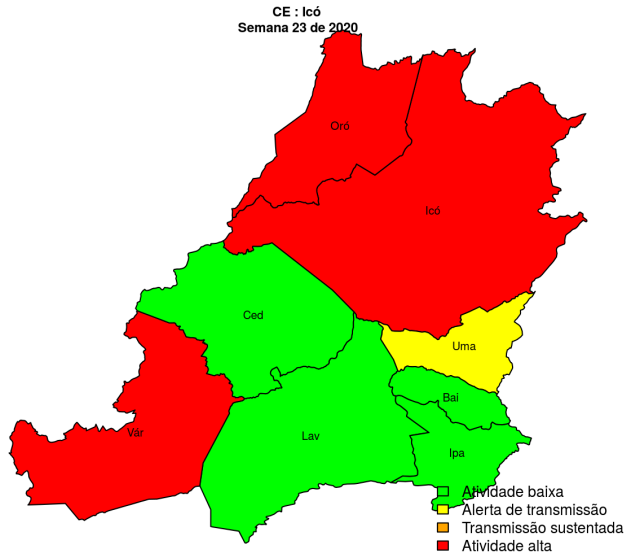 CE : Icó
Semana 23 de 2020
Oró
Icó
Ced
Uma
Bai
Vár
Lav
Ipa
Atividade baixa
Alerta de transmissão
Transmissão sustentada
Atividade alta